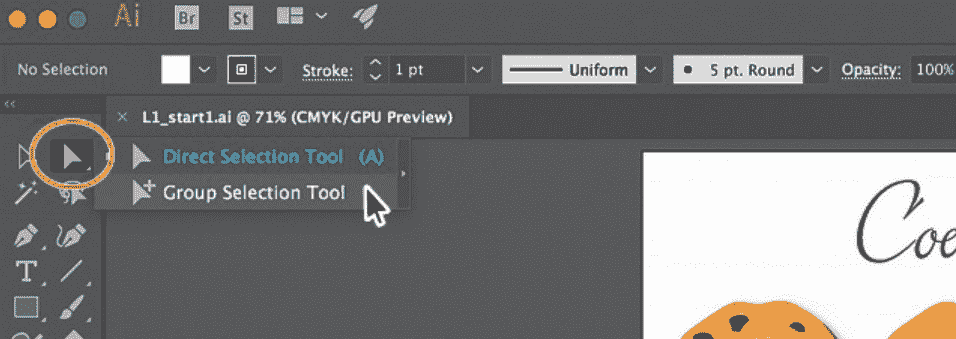 Ai Br St
No Selection Stroke: 1 pt Uniform 5 pt. Round Opacity: 100%
L1_start1.ai @ 71% (CMYK/GPU Preview)
Direct Selection Tool (A)
Group Selection Tool
T
Coe